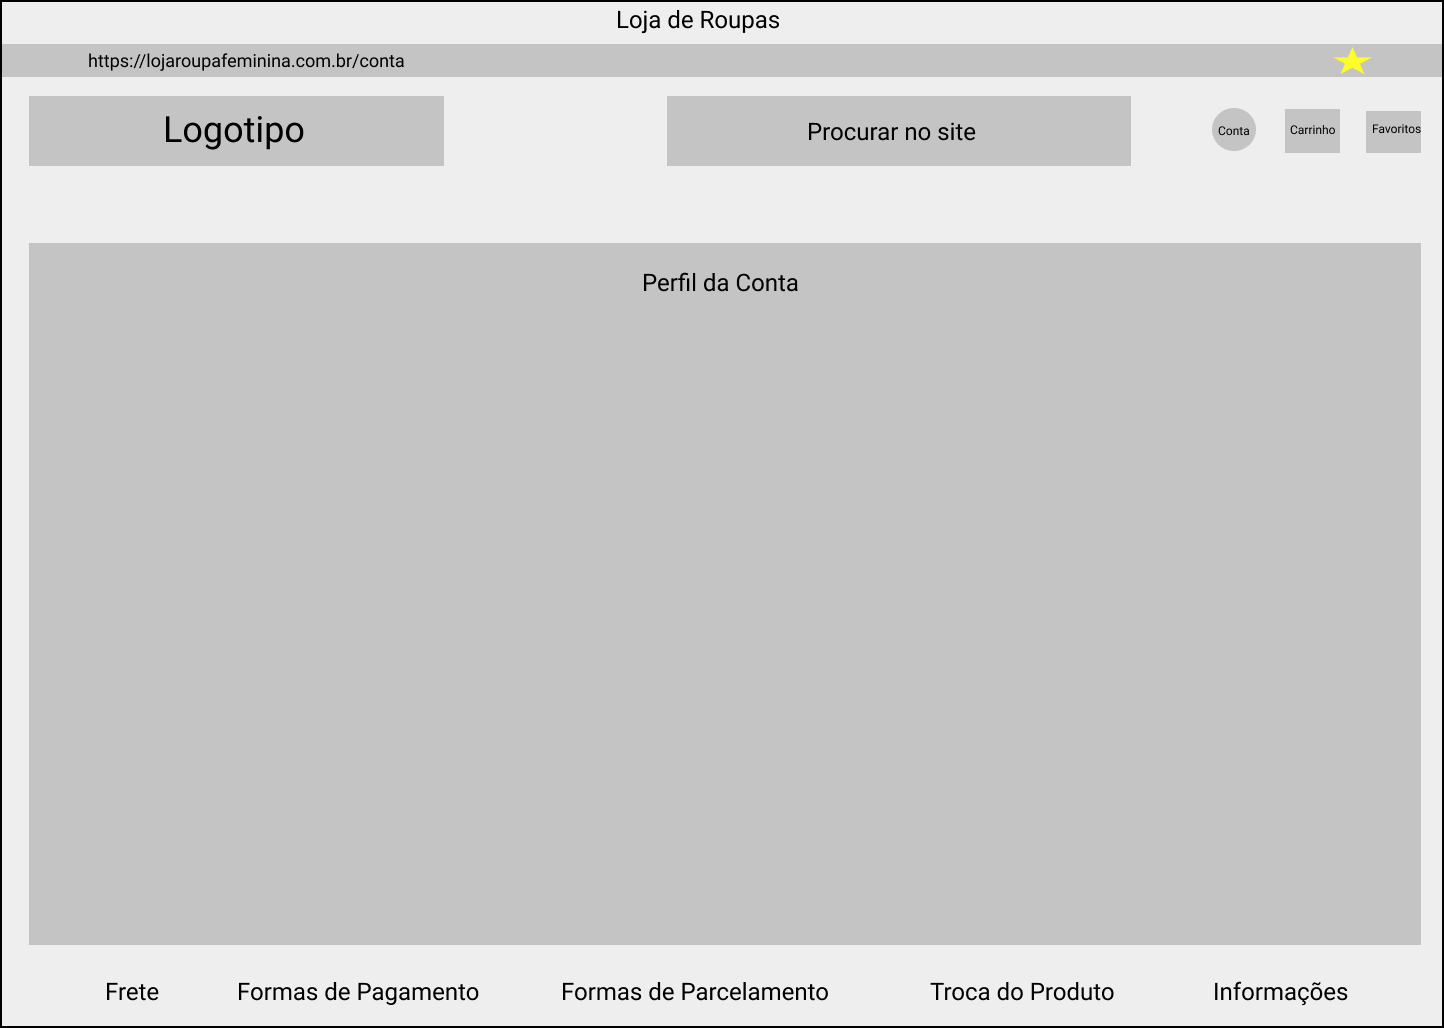 Loja de Roupas
https://lojaroupafeminina.com.br/conta
Logotipo
Procurar no site
Conta
Carrinho
Favoritos
Perfil da Conta
Frete
Formas de Pagamento
Formas de Parcelamento
Troca do Produto
Informações